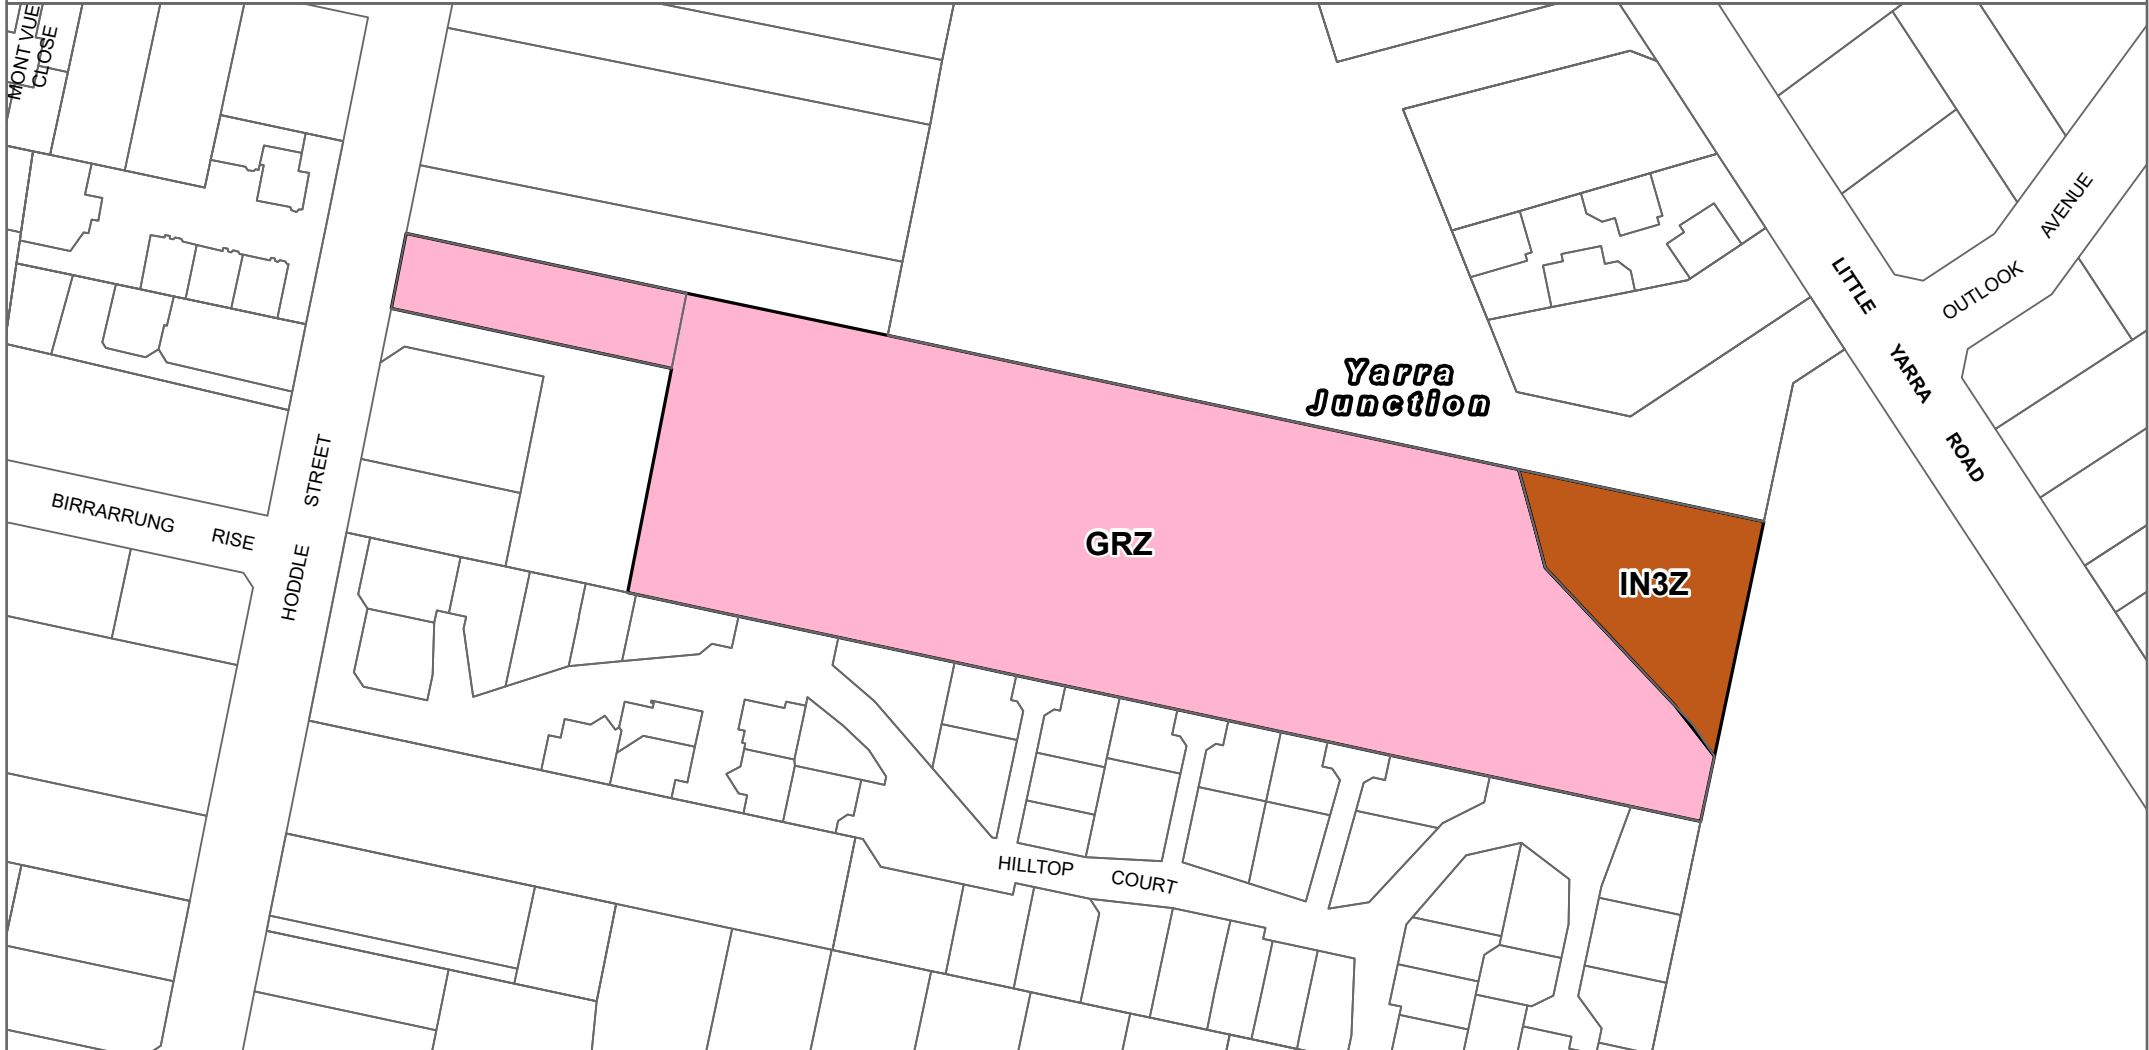 MONT VUE
CLOSE
AVENUE
OUTLOOK
LITTLE
YARRA
ROAD
Yarra
Junction
STREET
HODDLE
BIRRARRUNG RISE
GRZ
IN3Z
HILLTOP COURT